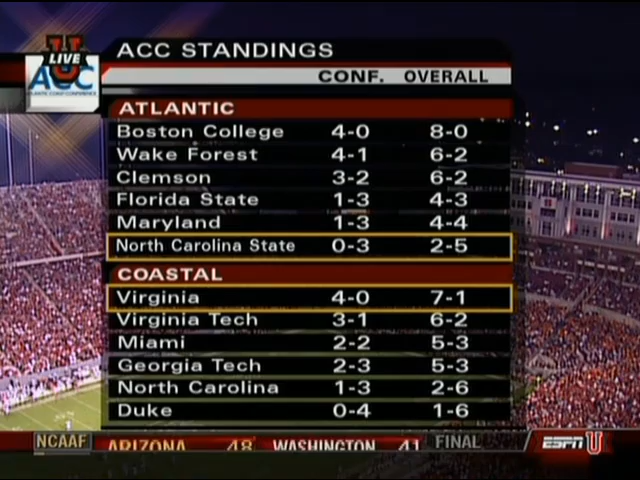 U
LIVE
ACC
ATLANTIC COAST CONFERENCE
ACC STANDINGS
CONF. OVERALL
ATLANTIC
Boston College 4-0 8-0
Wake Forest 4-1 6-2
Clemson 3-2 6-2
Florida State 1-3 4-3
Maryland 1-3 4-4
North Carolina State 0-3 2-5
COASTAL
Virginia 4-0 7-1
Virginia Tech 3-1 6-2
Miami 2-2 5-3
Georgia Tech 2-3 5-3
North Carolina 1-3 2-6
Duke 0-4 1-6
NCAAF ARIZONA 48 WASHINGTON 41 FINAL ESPN U